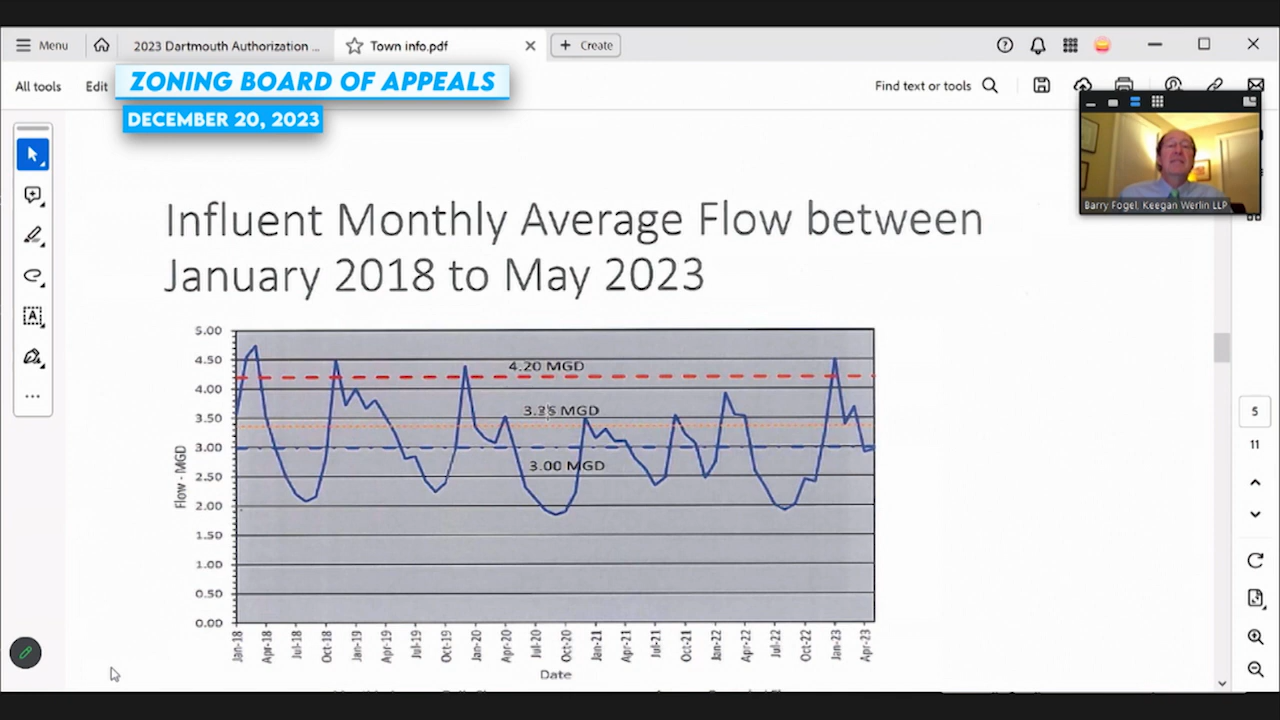 Menu
2023 Dartmouth Authorization ...
Town info.pdf
Create
ZONING BOARD OF APPEALS
DECEMBER 20, 2023
All tools
Edit
Find text or tools
Barry Fogel, Keegan Werlin LLP
Influent Monthly Average Flow between
January 2018 to May 2023
5.00
4.50
4.00
3.50
3.00
2.50
2.00
1.50
1.00
0.50
0.00
Flow - MGD
4.20 MGD
MGD
3.00 MGD
Jan-18
Apr-18
Jul-18
Oct-18
Jan-19
Apr-19
Jul-19
Oct-19
Jan-20
Apr-20
Jul-20
Oct-20
Jan-21
Apr-21
Jul-21
Oct-21
Jan-22
Apr-22
Jul-22
Oct-22
Jan-23
Apr-23
Date
5
11